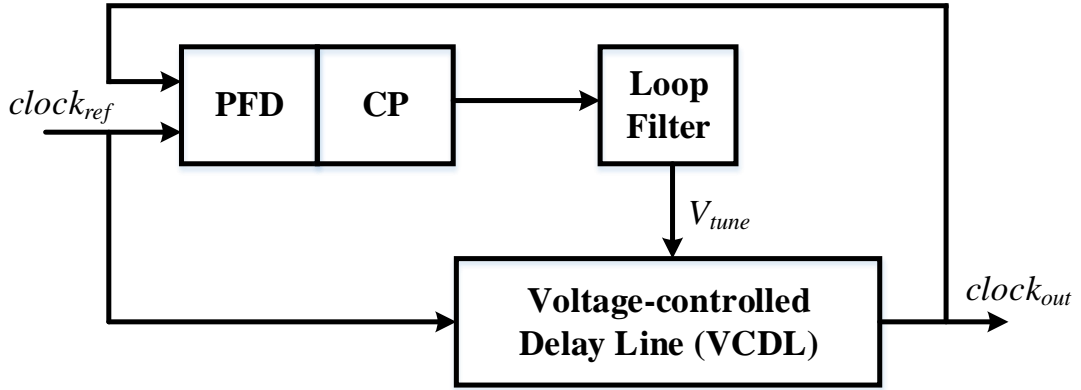 PFD
CP
Loop
Filter
clock_ref
V_tune
Voltage-controlled
Delay Line (VCDL)
clock_out